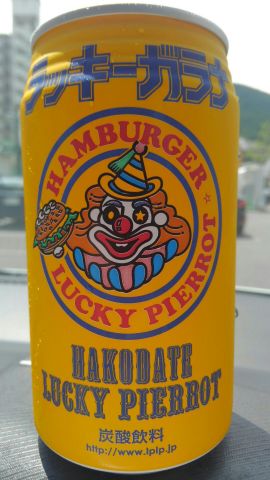 ラッキーガラナ
HAMBURGER
LUCKY PIERROT
HAKODATE
LUCKY PIERROT
炭酸飲料
http://www.lplp.jp